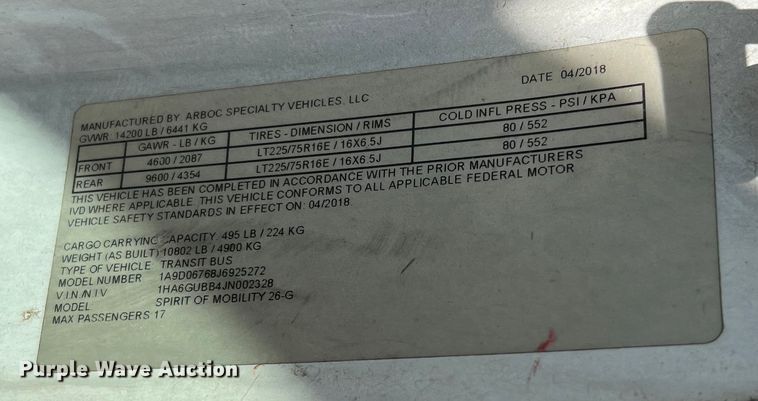 MANUFACTURED BY ARBOC SPECIALTY VEHICLES, LLC DATE 04/2018
GVWR: 14200 LB / 6441 KG
GAWR - LB / KG TIRES - DIMENSION / RIMS COLD INFL PRESS - PSI / KPA
FRONT 4600 / 2087 LT225/75R16E / 16X6.5J 80 / 552
REAR 9600 / 4354 LT225/75R16E / 16X6.5J 80 / 552
THIS VEHICLE HAS BEEN COMPLETED IN ACCORDANCE WITH THE PRIOR MANUFACTURERS
IVD WHERE APPLICABLE. THIS VEHICLE CONFORMS TO ALL APPLICABLE FEDERAL MOTOR
VEHICLE SAFETY STANDARDS IN EFFECT ON: 04/2018
CARGO CARRYING CAPACITY 495 LB / 224 KG
WEIGHT (AS BUILT) 10802 LB / 4900 KG
TYPE OF VEHICLE TRANSIT BUS
MODEL NUMBER 1A9D06768J6925272
V.I.N./N.I.V 1HA6GUBB4JN002328
MODEL SPIRIT OF MOBILITY 26-G
MAX PASSENGERS 17
Purple Wave Auction